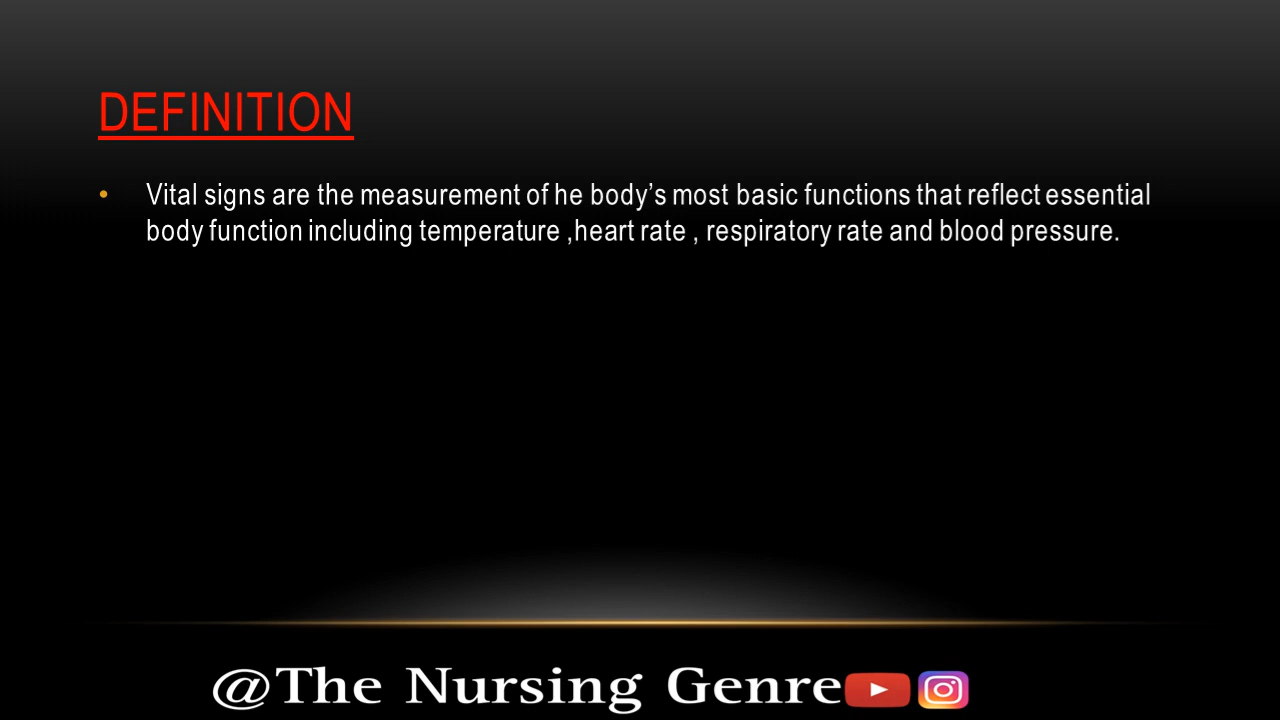 DEFINITION
• Vital signs are the measurement of he body’s most basic functions that reflect essential
body function including temperature ,heart rate , respiratory rate and blood pressure.
@The Nursing Genre